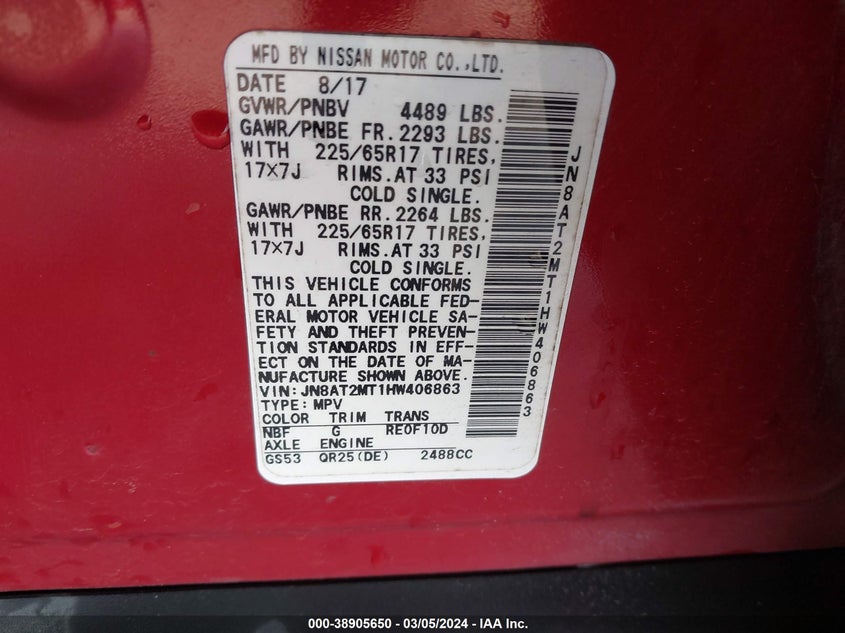 MFD BY NISSAN MOTOR CO.,LTD.
DATE 8/17
GVWR/PNBV 4489 LBS.
GAWR/PNBE FR. 2293 LBS.
WITH 225/65R17 TIRES,
17×7J RIMS.AT 33 PSI
COLD SINGLE.
GAWR/PNBE RR. 2264 LBS.
WITH 225/65R17 TIRES,
17×7J RIMS.AT 33 PSI
COLD SINGLE.
THIS VEHICLE CONFORMS
TO ALL APPLICABLE FED-
ERAL MOTOR VEHICLE SA-
FETY AND THEFT PREVEN-
TION STANDARDS IN EFF-
ECT ON THE DATE OF MA-
NUFACTURE SHOWN ABOVE.
VIN:JN8AT2MT1HW406863
TYPE:MPV
COLOR TRIM TRANS
NBF G RE0F10D
AXLE ENGINE
GS53 QR25(DE) 2488CC
JN8AT2MT1HW406863
000-38905650 - 03/05/2024 - IAA Inc.